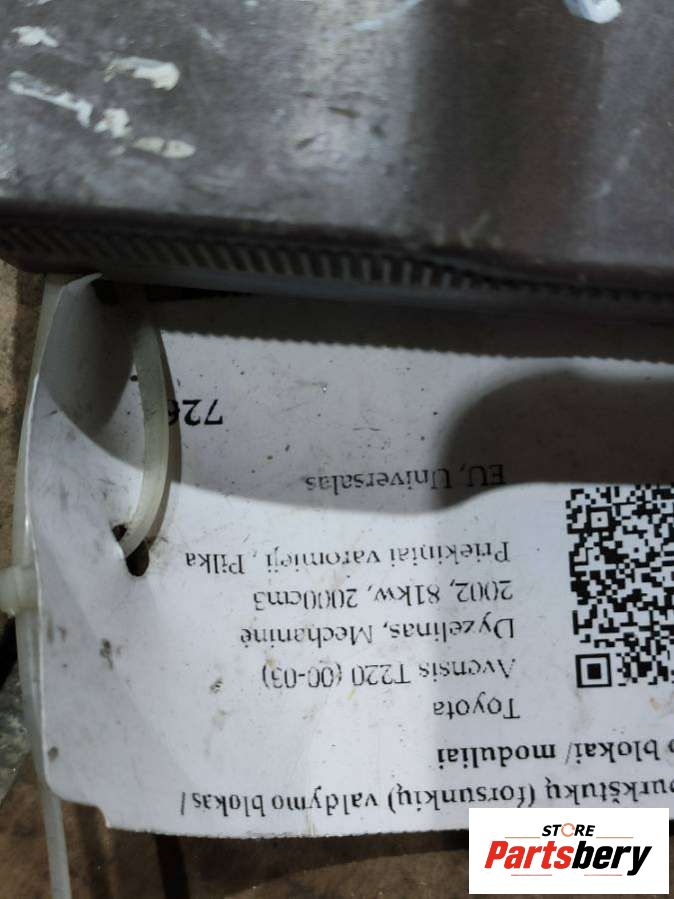 purkštukų (forsunkių) valdymo blokas/
blokai/ moduliai
Toyota
Avensis T220 (00-03)
Dyzelinas, Mechaninė
2002, 81kw, 2000cm3
Priekiniai varomieji , Pilka
EU, Universalas
726
STORE
Partsbery